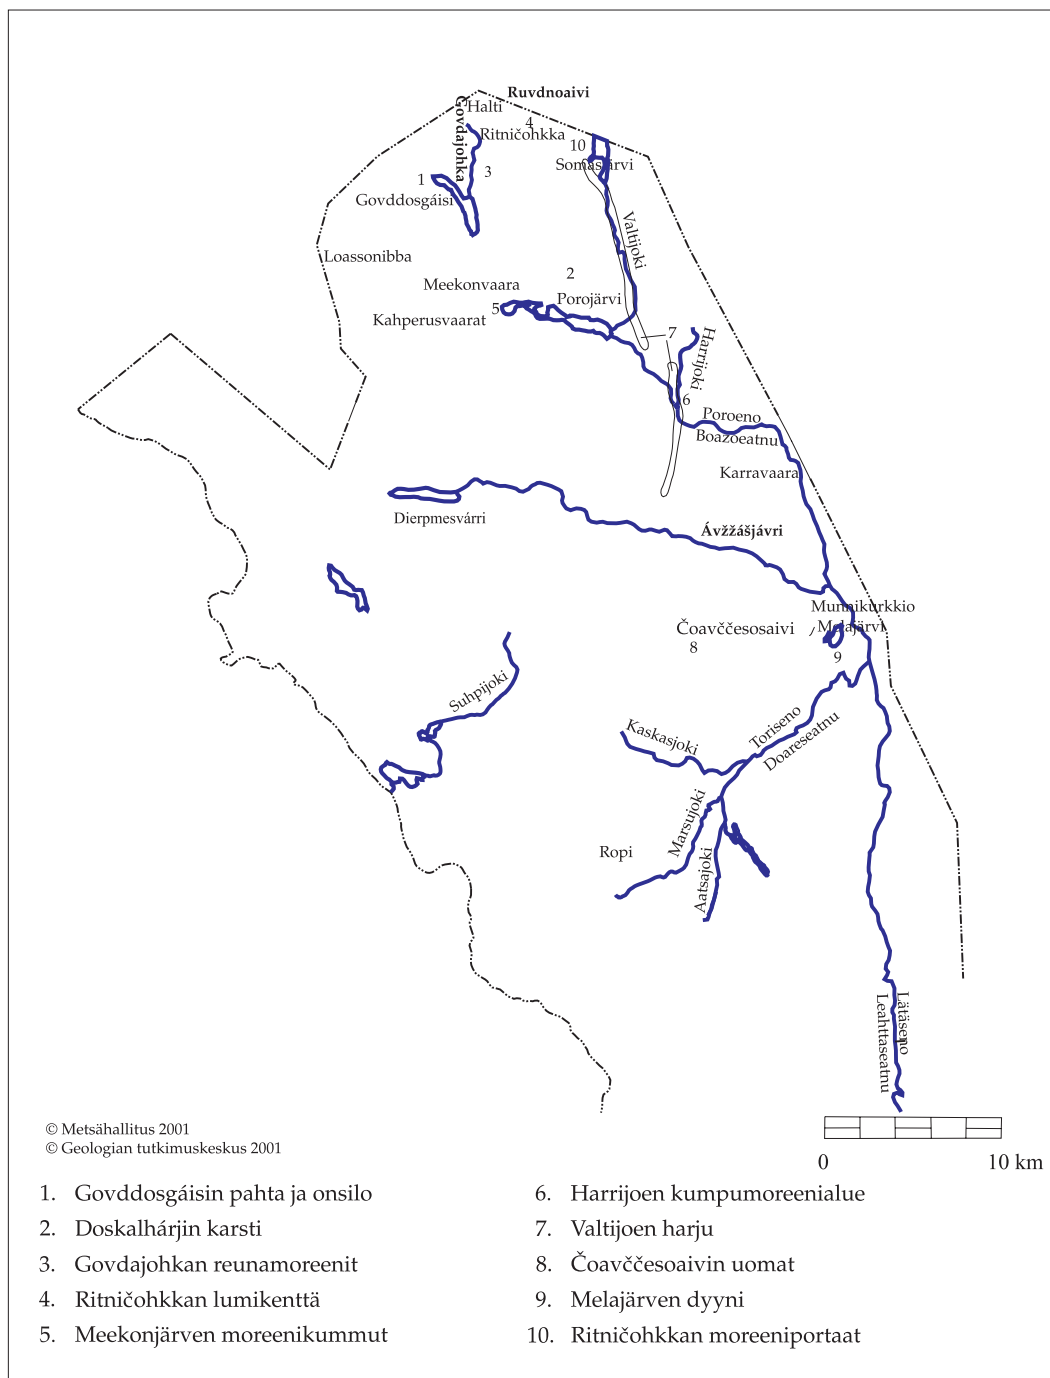 Ruvdnoaivi
Halti
4
Govdajohka
Ritničohkka
10
Somasjärvi
3
1
Govddosgáisi
Valtijoki
Loassonibba
2
Meekonvaara
Porojärvi
5
Kahperusvaarat
7
Harrijoki
6
Poroeno
Boazoeatnu
Karravaara
Dierpmesvárri
Ávžžášjávri
Munnikurkkio
Čoavččesosaivi
Melajärvi
8
9
Suhpijoki
Toriseno
Doareseatnu
Kaskasjoki
Marsujoki
Ropi
Aatsajoki
Lätäseno
Leahttaseatnu
© Metsähallitus 2001
© Geologian tutkimuskeskus 2001
0 10 km
1. Govddosgáisin pahta ja onsilo
2. Doskalhárjin karsti
3. Govdajohkan reunamoreenit
4. Ritničohkkan lumikenttä
5. Meekonjärven moreenikummut
6. Harrijoen kumpumoreenialue
7. Valtijoen harju
8. Čoavččesoaivin uomat
9. Melajärven dyyni
10. Ritničohkkan moreeniportaat